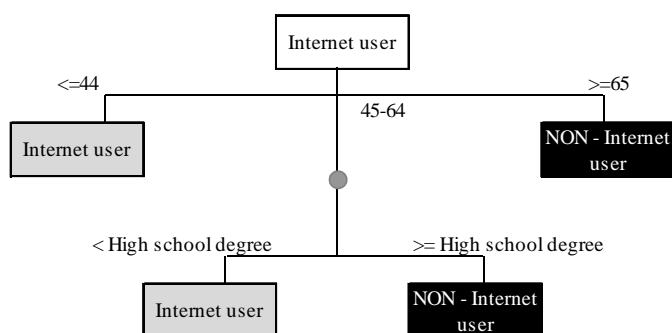 Internet user
<=44
>=65
45-64
Internet user
NON - Internet
user
< High school degree
>= High school degree
Internet user
NON - Internet
user